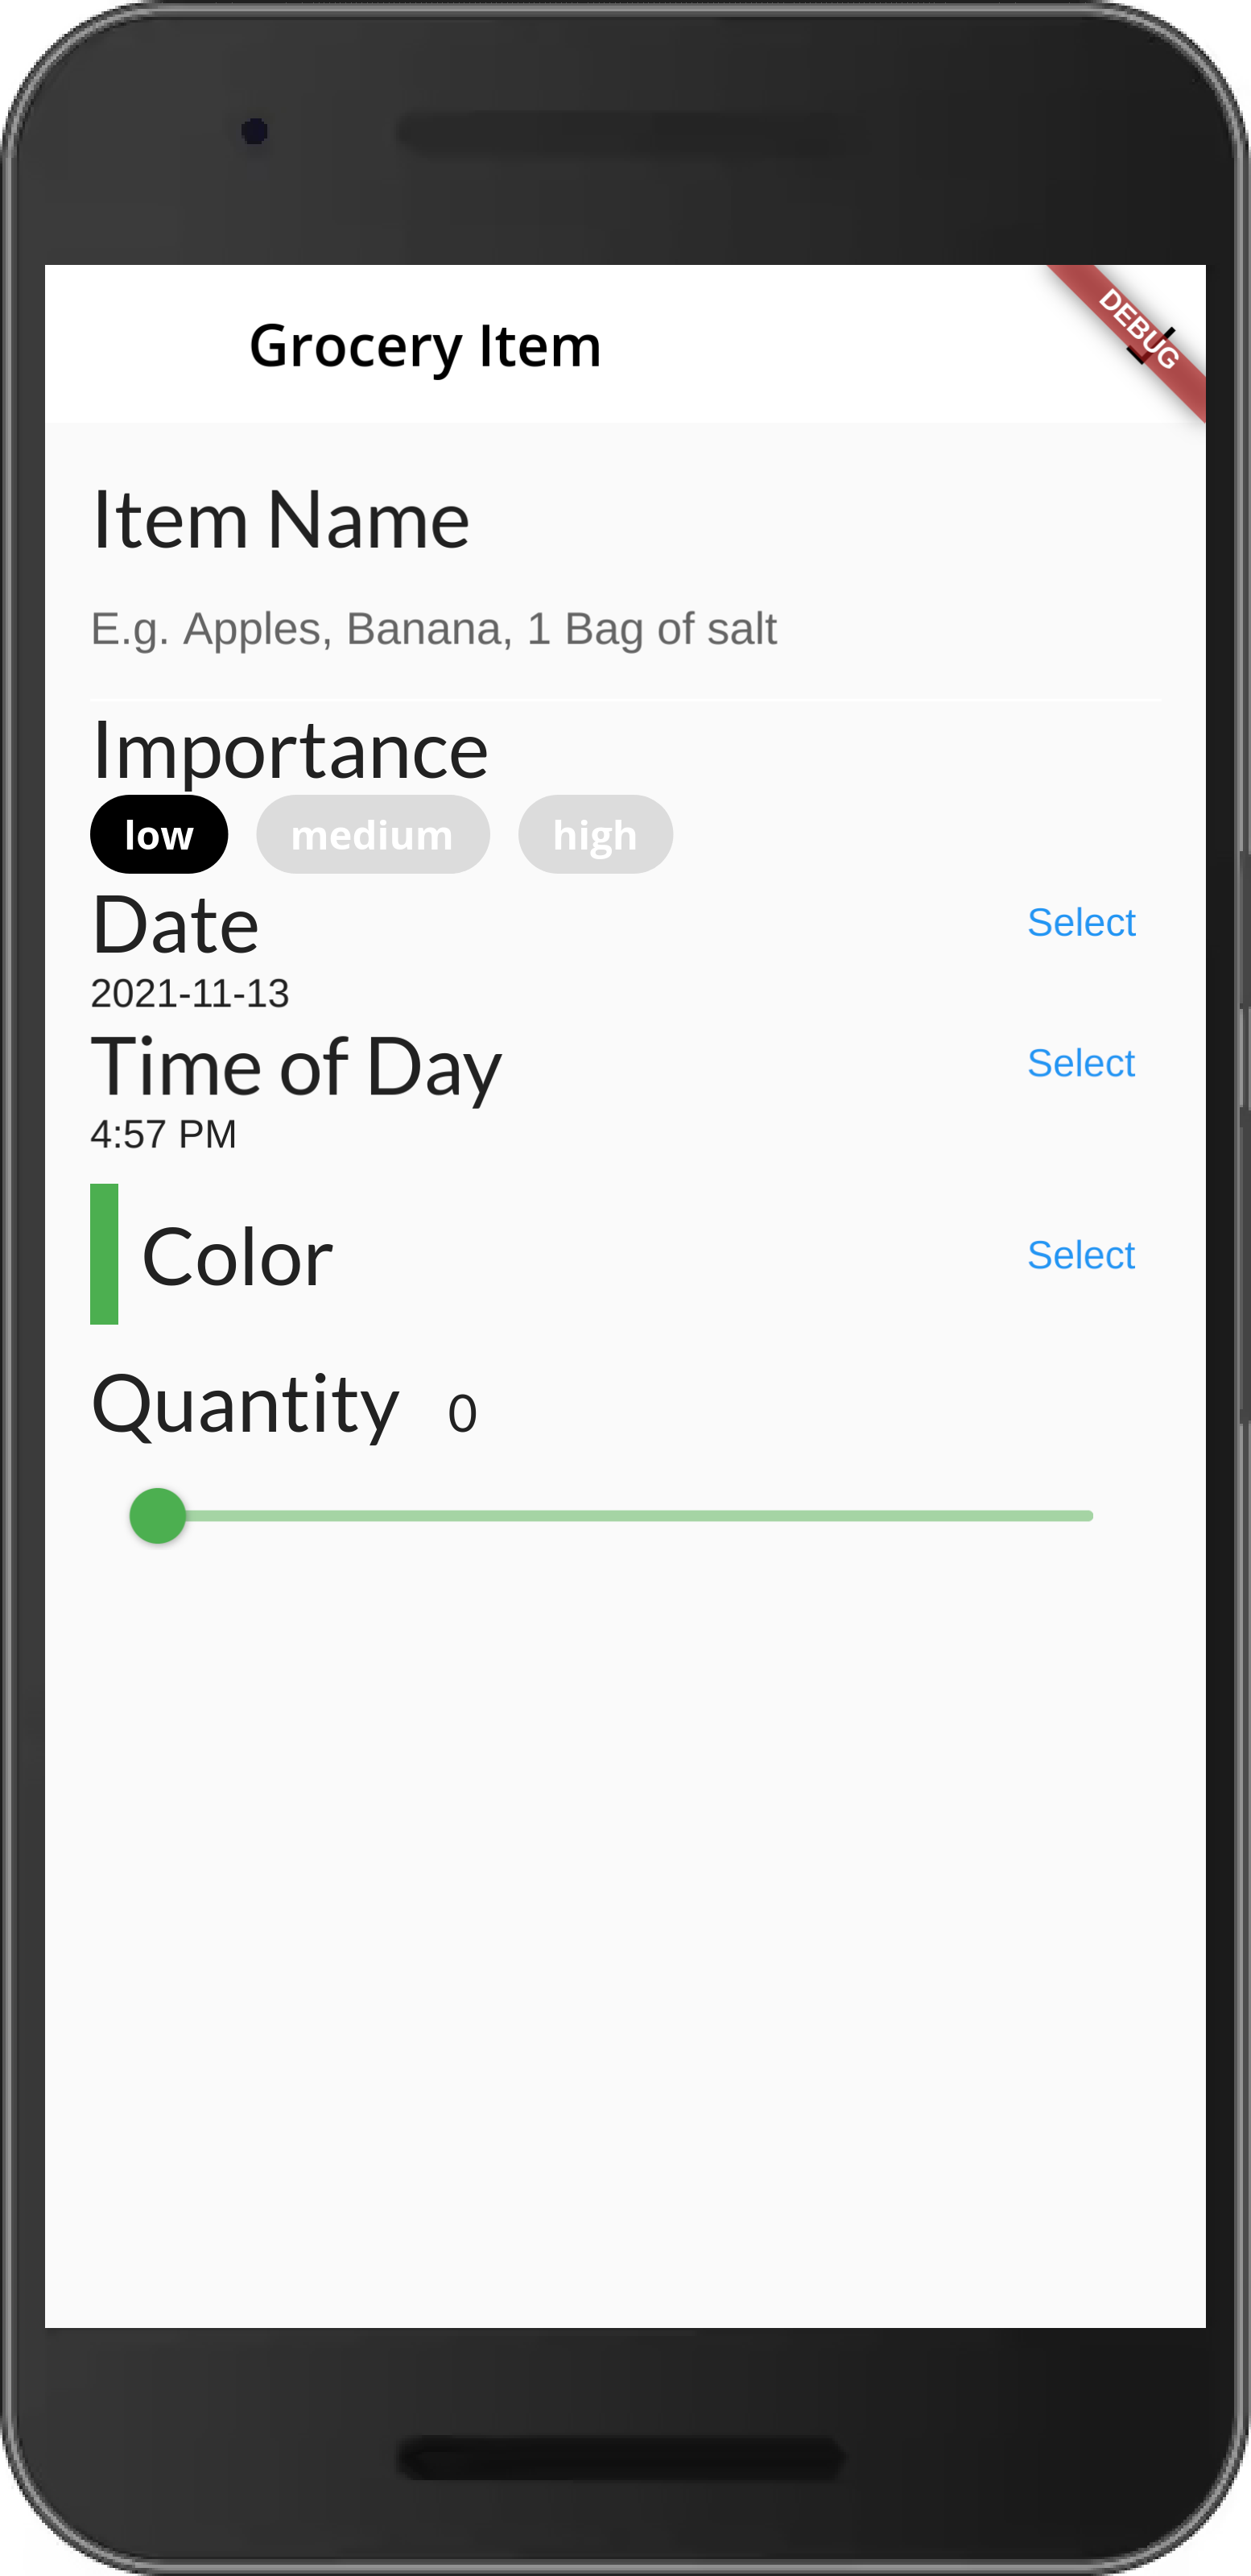 Grocery Item
DEBUG
Item Name
E.g. Apples, Banana, 1 Bag of salt
Importance
low medium high
Date Select
2021-11-13
Time of Day Select
4:57 PM
Color Select
Quantity 0